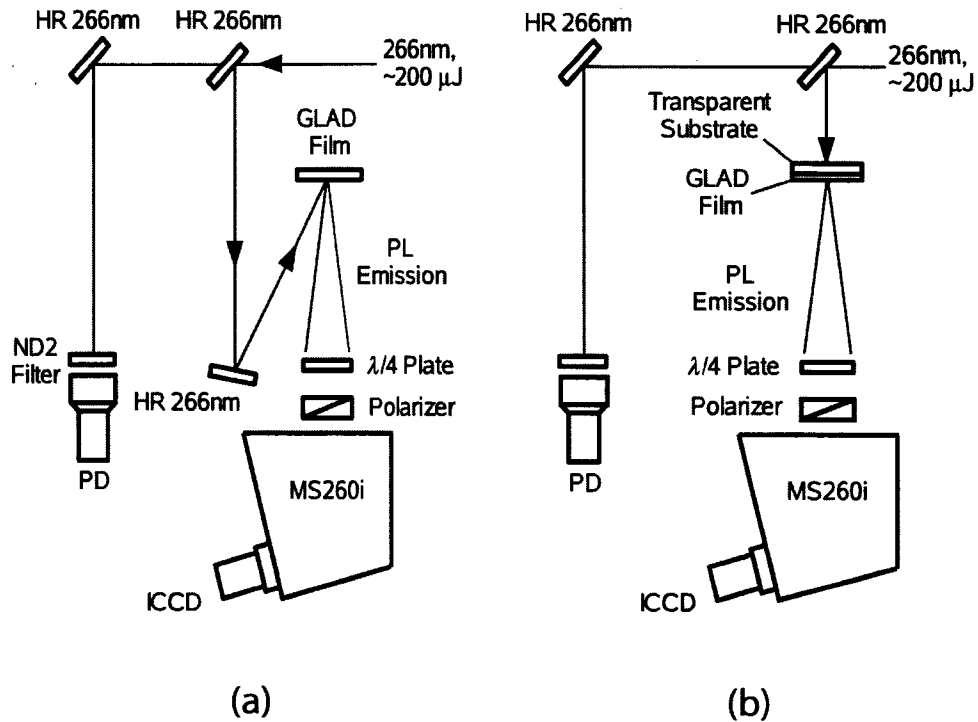 HR 266nm
HR 266nm
266nm,
~200 μJ
GLAD
Film
PL
Emission
ND2
Filter
HR 266nm
λ/4 Plate
Polarizer
PD
MS260i
ICCD
(a)
HR 266nm
HR 266nm
266nm,
~200 μJ
Transparent
Substrate
GLAD
Film
PL
Emission
λ/4 Plate
Polarizer
PD
MS260i
ICCD
(b)